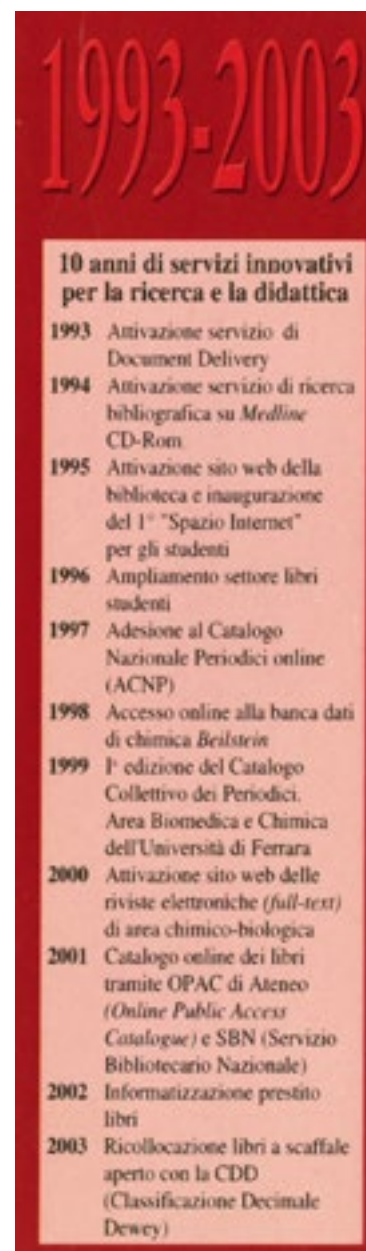 1993-2003
10 anni di servizi innovativi
per la ricerca e la didattica
1993 Attivazione servizio di
Document Delivery
1994 Attivazione servizio di ricerca
bibliografica su Medline
CD-Rom
1995 Attivazione sito web della
biblioteca e inaugurazione
del 1° "Spazio Internet"
per gli studenti
1996 Ampliamento settore libri
studenti
1997 Adesione al Catalogo
Nazionale Periodici online
(ACNP)
1998 Accesso online alla banca dati
di chimica Beilstein
1999 Iª edizione del Catalogo
Collettivo dei Periodici.
Area Biomedica e Chimica
dell'Università di Ferrara
2000 Attivazione sito web delle
riviste elettroniche (full-text)
di area chimico-biologica
2001 Catalogo online dei libri
tramite OPAC di Ateneo
(Online Public Access
Catalogue) e SBN (Servizio
Bibliotecario Nazionale)
2002 Informatizzazione prestito
libri
2003 Ricollocazione libri a scaffale
aperto con la CDD
(Classificazione Decimale
Dewey)